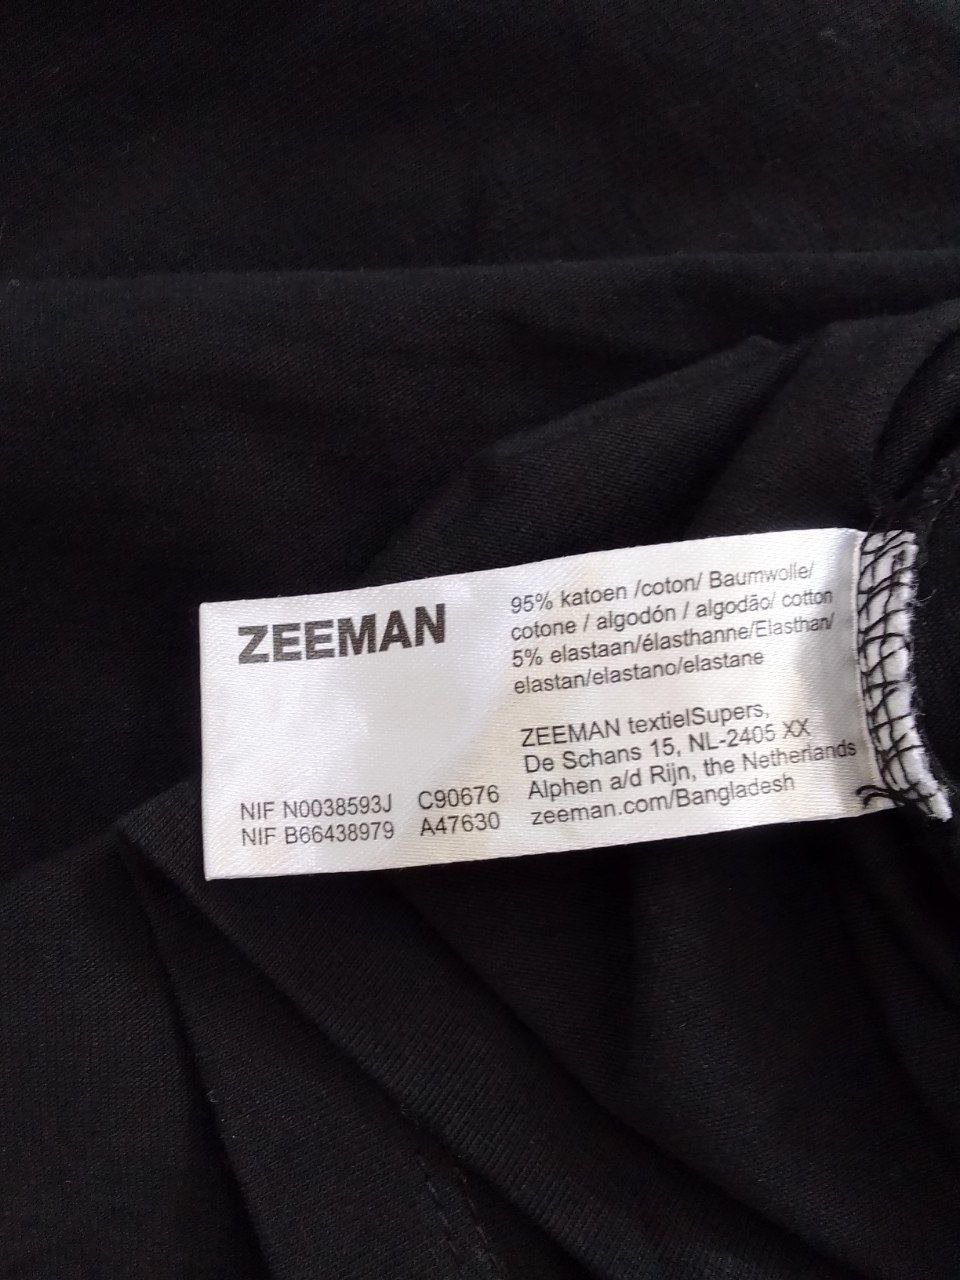 ZEEMAN
95% katoen /coton/ Baumwolle/
cotone / algodón / algodão/ cotton
5% elastaan/élasthanne/Elasthan/
elastan/elastano/elastane
ZEEMAN textielSupers,
De Schans 15, NL-2405 XX
Alphen a/d Rijn, the Netherlands
zeeman.com/Bangladesh
NIF N0038593J C90676
NIF B66438979 A47630